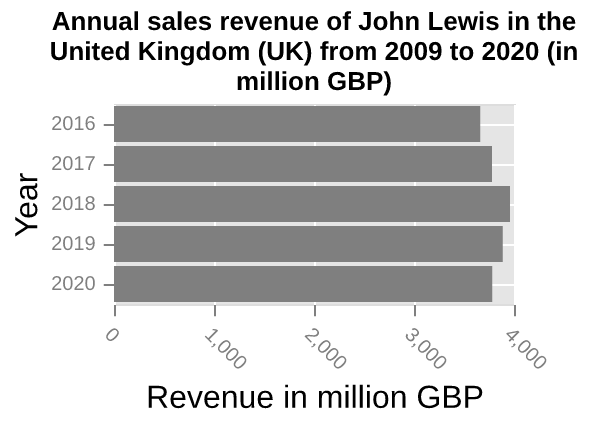 Annual sales revenue of John Lewis in the
United Kingdom (UK) from 2009 to 2020 (in
million GBP)
2016
2017
2018
2019
2020
Year
0
1,000
2,000
3,000
4,000
Revenue in million GBP